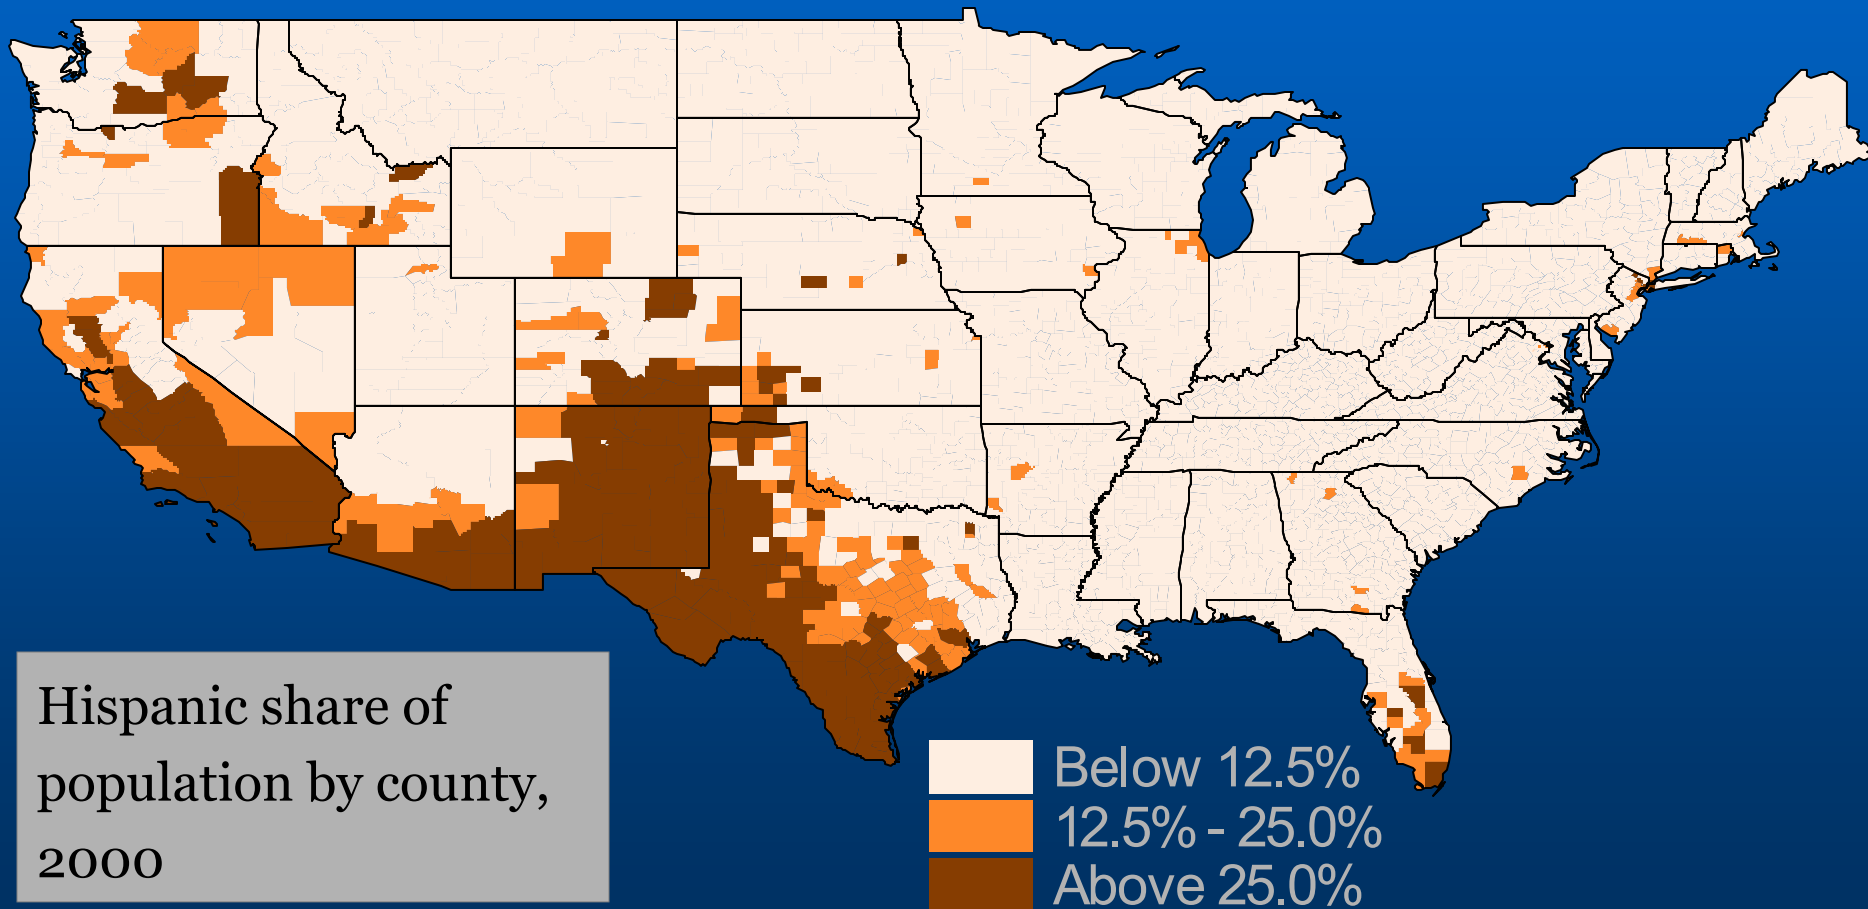 Hispanic share of
population by county,
2000
Below 12.5%
12.5% - 25.0%
Above 25.0%